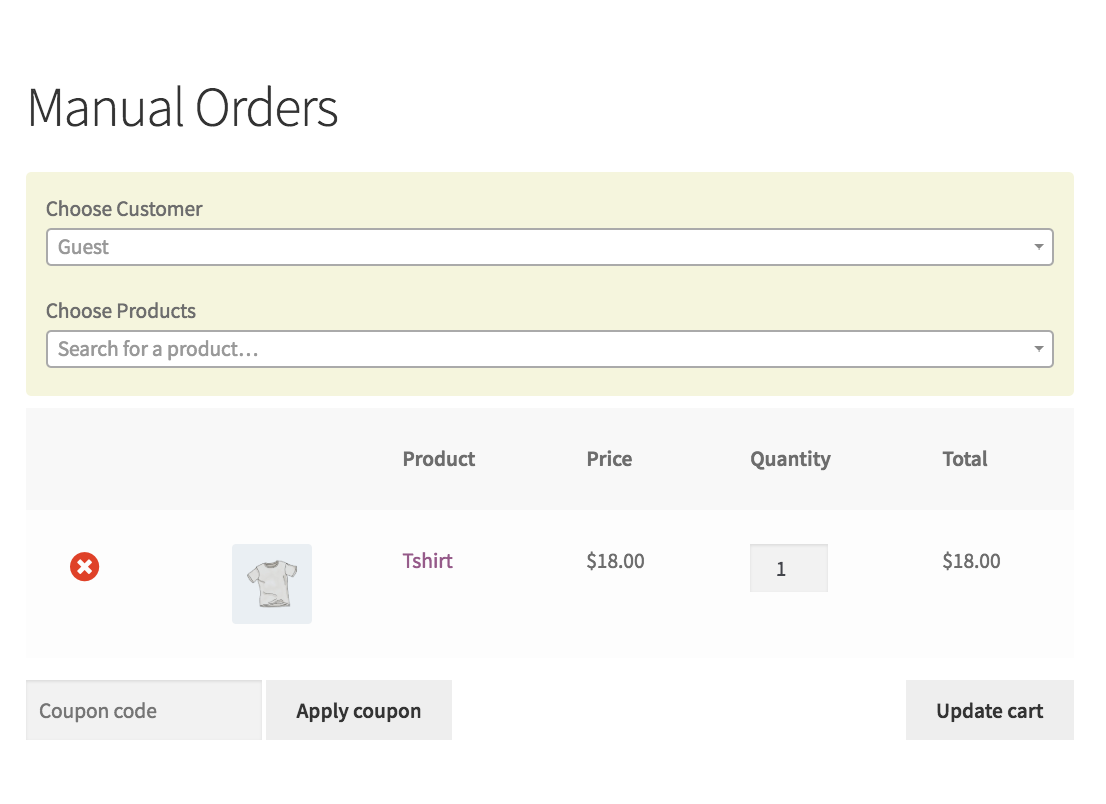 Manual Orders
Choose Customer
Guest
Choose Products
Search for a product…
Product Price Quantity Total
Tshirt $18.00 1 $18.00
Coupon code Apply coupon Update cart